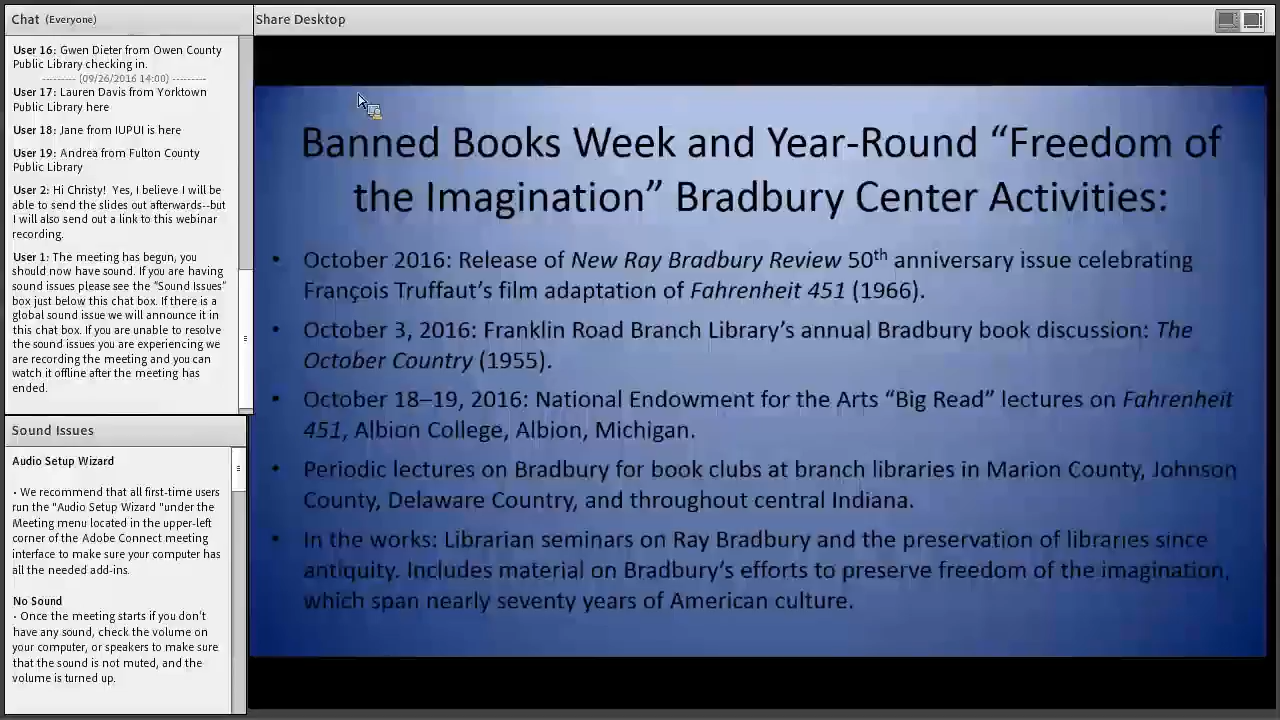 Chat (Everyone)
User 16: Gwen Dieter from Owen County
Public Library checking in.
--------- (09/26/2016 14:00) ---------
User 17: Lauren Davis from Yorktown
Public Library here
User 18: Jane from IUPUI is here
User 19: Andrea from Fulton County
Public Library
User 2: Hi Christy! Yes, I believe I will be
able to send the slides out afterwards--but
I will also send out a link to this webinar
recording.
User 1: The meeting has begun, you
should now have sound. If you are having
sound issues please see the "Sound Issues"
box just below this chat box. If there is a
global sound issue we will announce it in
this chat box. If you are unable to resolve
the sound issues you are experiencing we
are recording the meeting and you can
watch it offline after the meeting has
ended.
Sound Issues
Audio Setup Wizard
• We recommend that all first-time users
run the "Audio Setup Wizard "under the
Meeting menu located in the upper-left
corner of the Adobe Connect meeting
interface to make sure your computer has
all the needed add-ins.
No Sound
• Once the meeting starts if you don't
have any sound, check the volume on
your computer, or speakers to make sure
that the sound is not muted, and the
volume is turned up.
Share Desktop
Banned Books Week and Year-Round “Freedom of
the Imagination” Bradbury Center Activities:
• October 2016: Release of New Ray Bradbury Review 50th anniversary issue celebrating
François Truffaut’s film adaptation of Fahrenheit 451 (1966).
• October 3, 2016: Franklin Road Branch Library’s annual Bradbury book discussion: The
October Country (1955).
• October 18–19, 2016: National Endowment for the Arts “Big Read” lectures on Fahrenheit
451, Albion College, Albion, Michigan.
• Periodic lectures on Bradbury for book clubs at branch libraries in Marion County, Johnson
County, Delaware Country, and throughout central Indiana.
• In the works: Librarian seminars on Ray Bradbury and the preservation of libraries since
antiquity. Includes material on Bradbury’s efforts to preserve freedom of the imagination,
which span nearly seventy years of American culture.